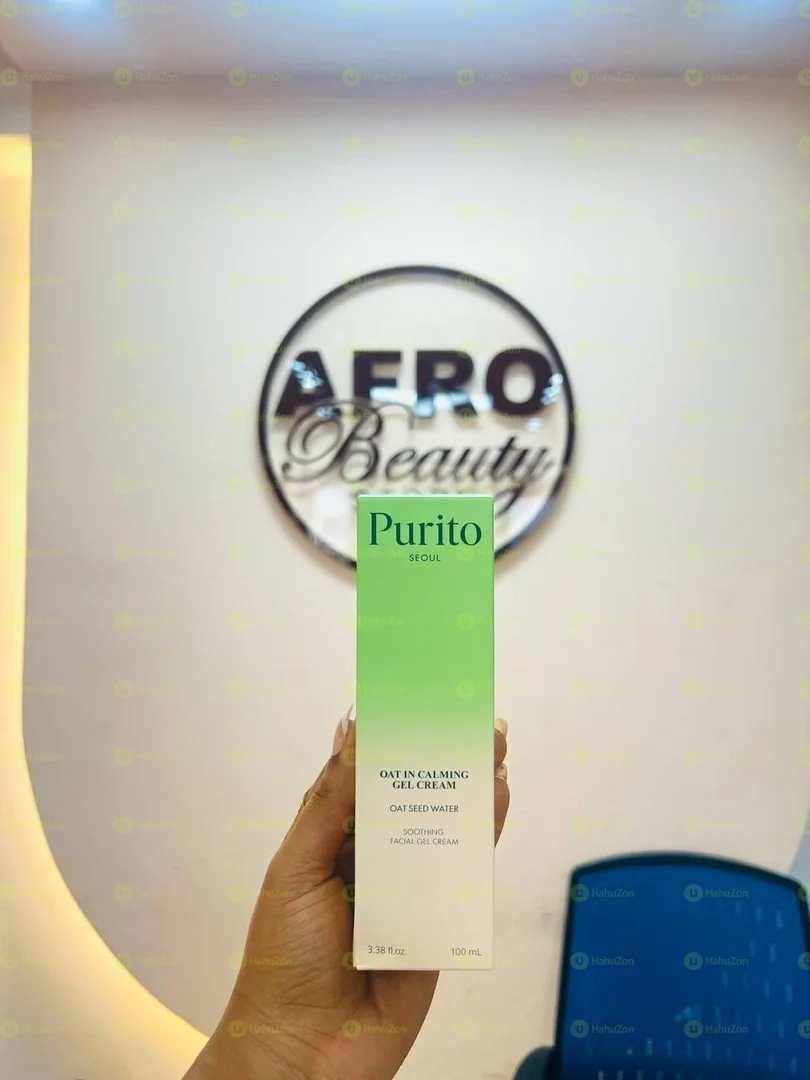 AERO
Beauty
Purito
SEOUL
OAT IN CALMING
GEL CREAM
OAT SEED WATER
SOOTHING
FACIAL GEL CREAM
3.38 fl.oz. 100 mL
HahuZon